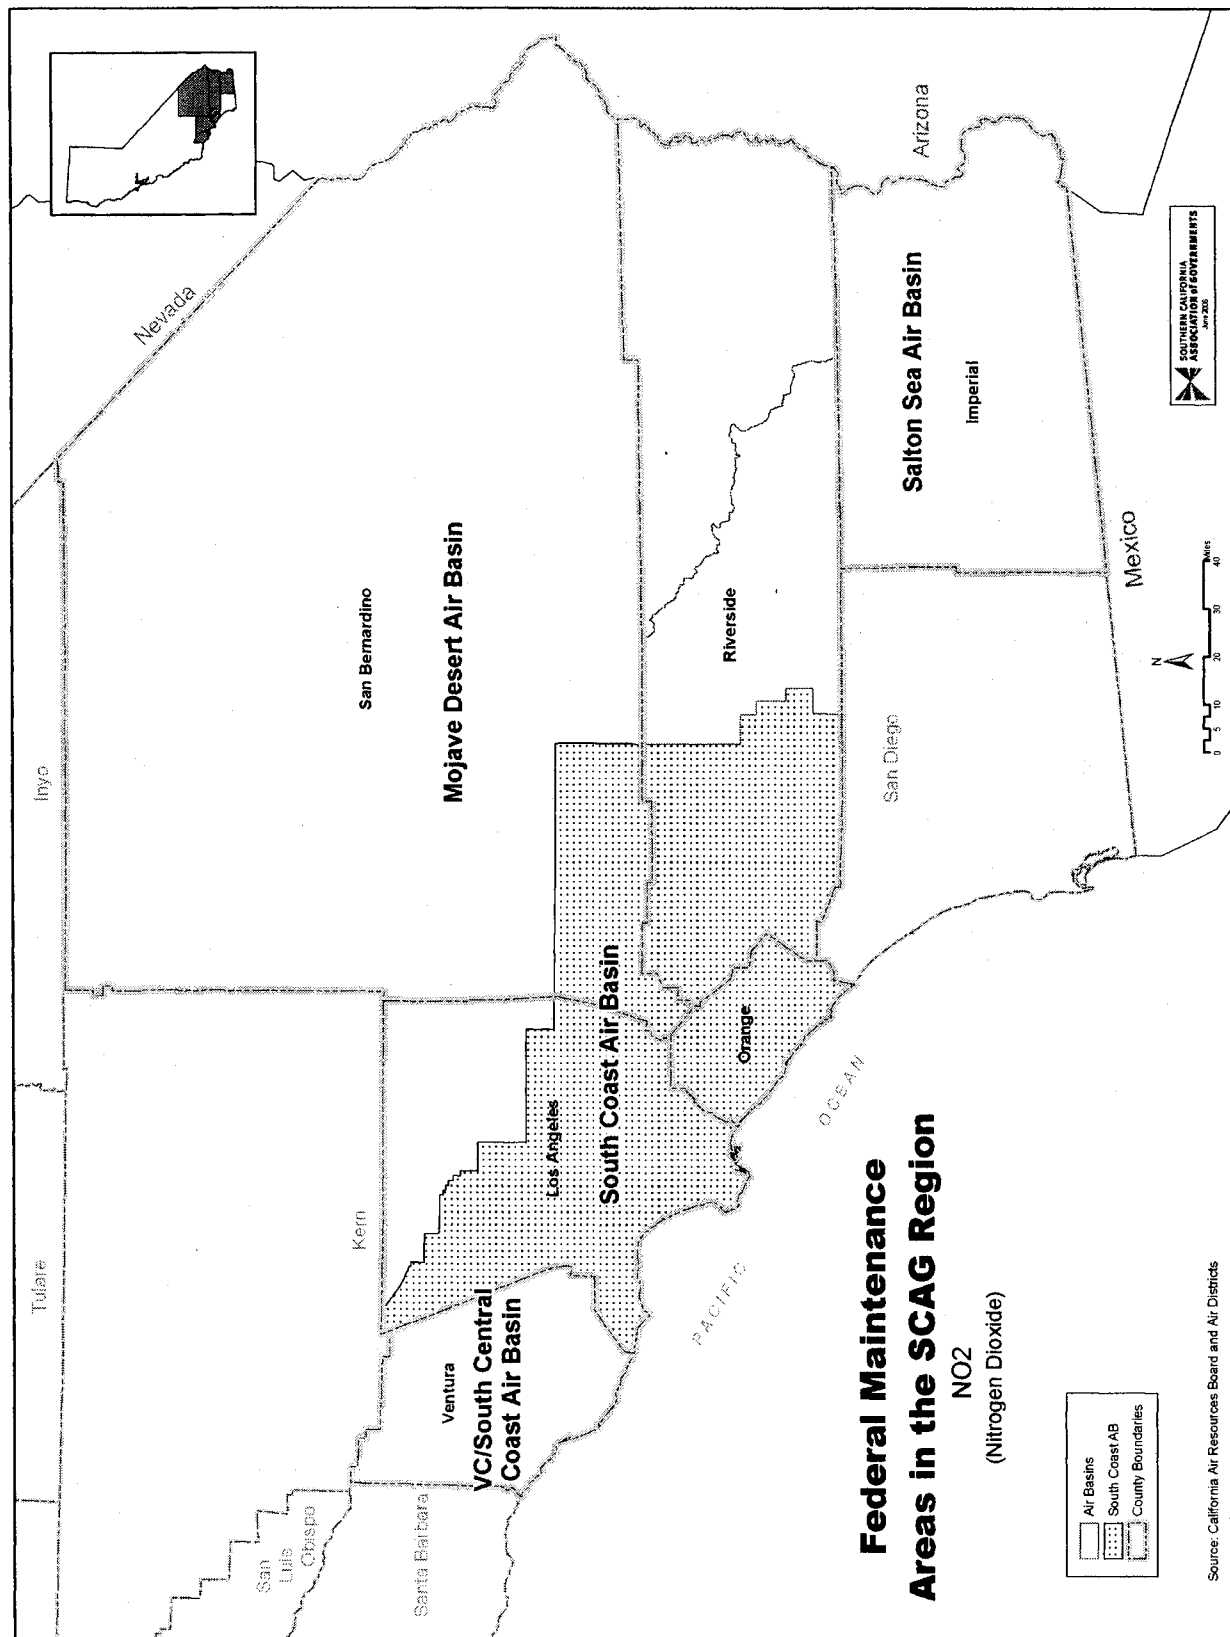 Federal Maintenance
Areas in the SCAG Region
NO2
(Nitrogen Dioxide)
Tulare
Inyo
Nevada
Kern
San
Luis
Obispo
Santa Barbara
Ventura
VC/South Central
Coast Air Basin
Los Angeles
South Coast Air Basin
Orange
San Bernardino
Mojave Desert Air Basin
Riverside
Salton Sea Air Basin
Imperial
San Diego
Arizona
Mexico
PACIFIC
OCEAN
N
0 5 10 20 30 40
Miles
Air Basins
South Coast AB
County Boundaries
Source: California Air Resources Board and Air Districts
SOUTHERN CALIFORNIA
ASSOCIATION of GOVERNMENTS